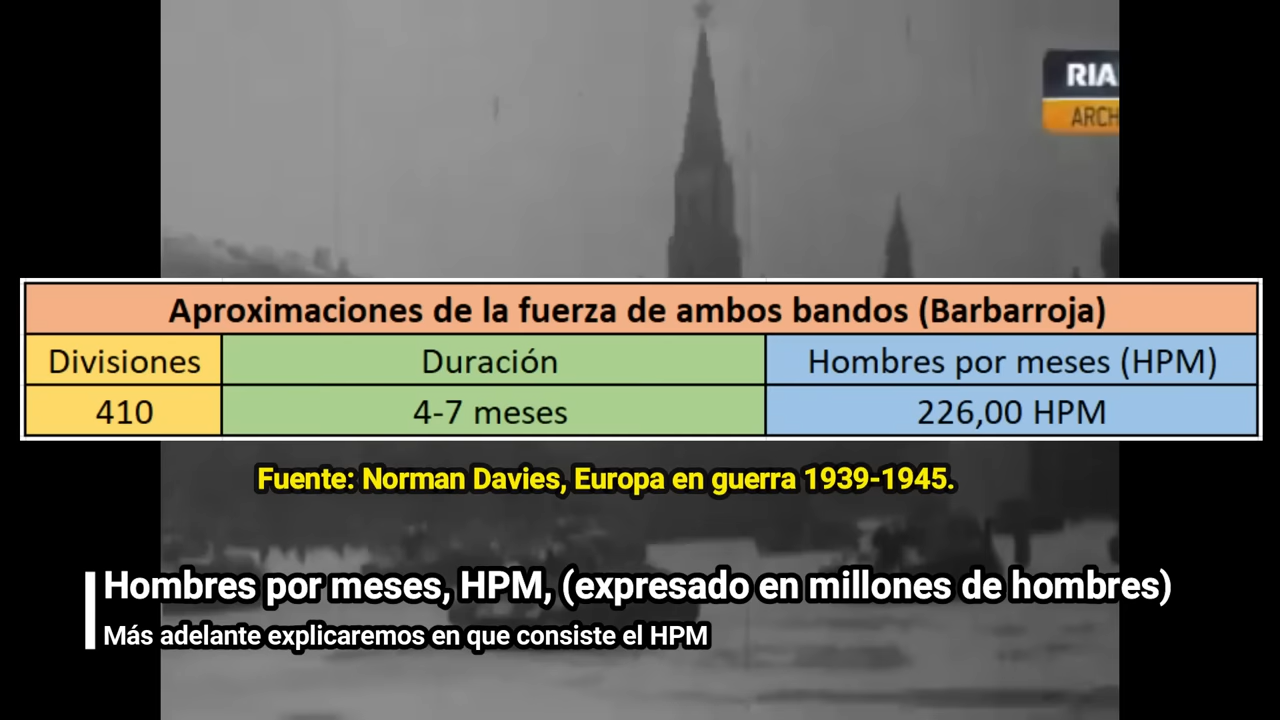 RIA
ARCH
Aproximaciones de la fuerza de ambos bandos (Barbarroja)
Divisiones Duración Hombres por meses (HPM)
410 4-7 meses 226,00 HPM
Fuente: Norman Davies, Europa en guerra 1939-1945.
Hombres por meses, HPM, (expresado en millones de hombres)
Más adelante explicaremos en que consiste el HPM